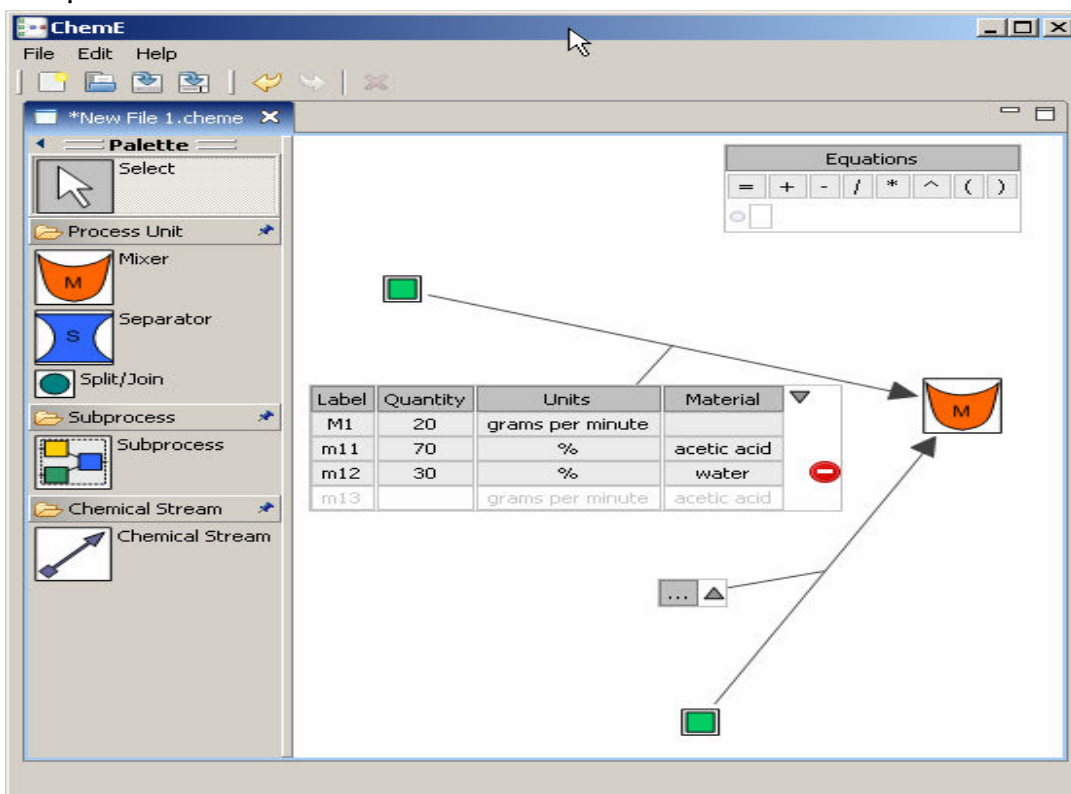 ChemE
File Edit Help
*New File 1.cheme
Palette
Select
Process Unit
Mixer
M
Separator
S
Split/Join
Subprocess
Subprocess
Chemical Stream
Chemical Stream
Equations
= + - / * ^ ( )
Label Quantity Units Material
M1 20 grams per minute
m11 70 % acetic acid
m12 30 % water
m13 grams per minute acetic acid
M
...